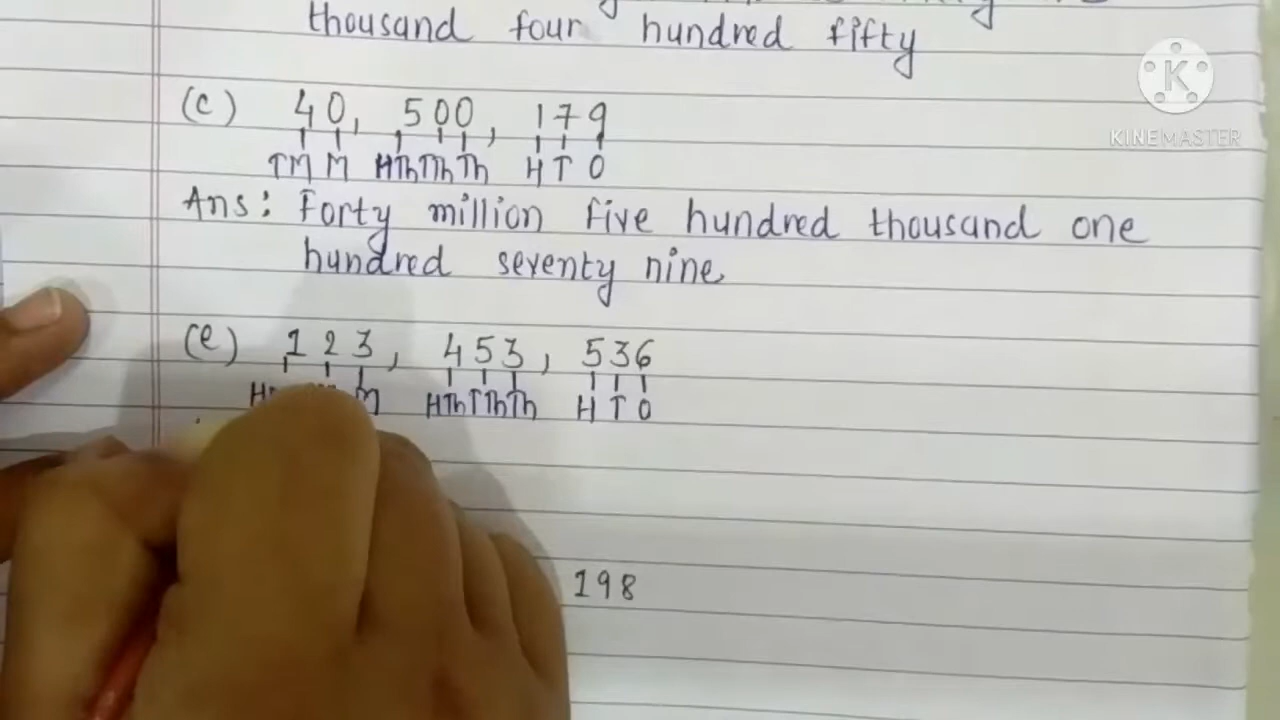 thousand four hundred fifty
KINEMASTER
(c) 40, 500, 179
TM M HTh TTh Th H T O
Ans: Forty million five hundred thousand one
hundred seventy nine
(e) 123, 453, 536
M HTh TTh Th H T O
198